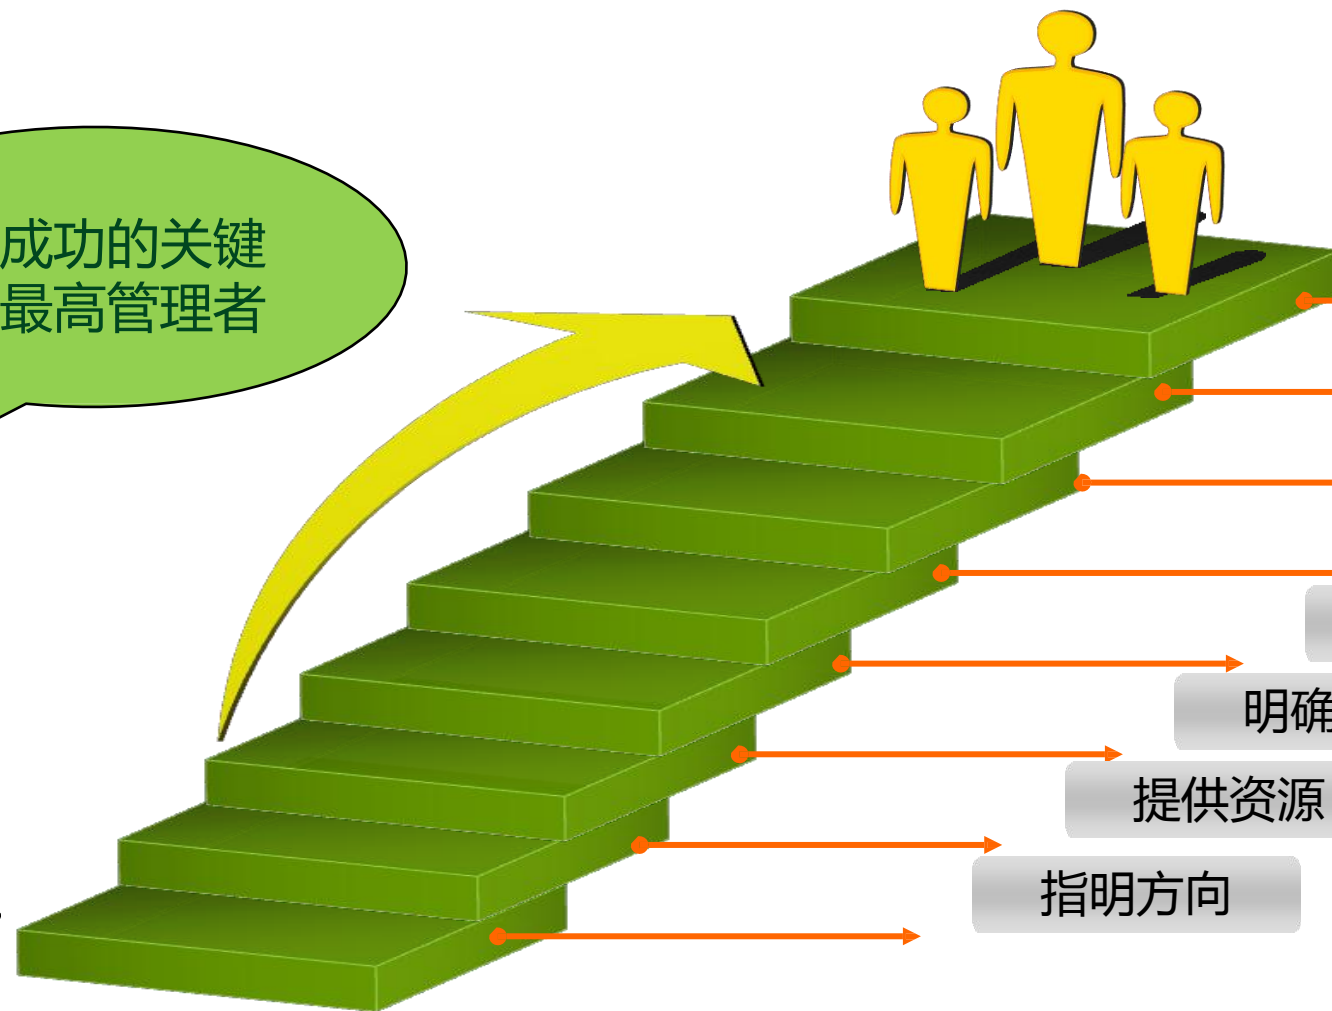 成功的关键
最高管理者
明确
提供资源
指明方向